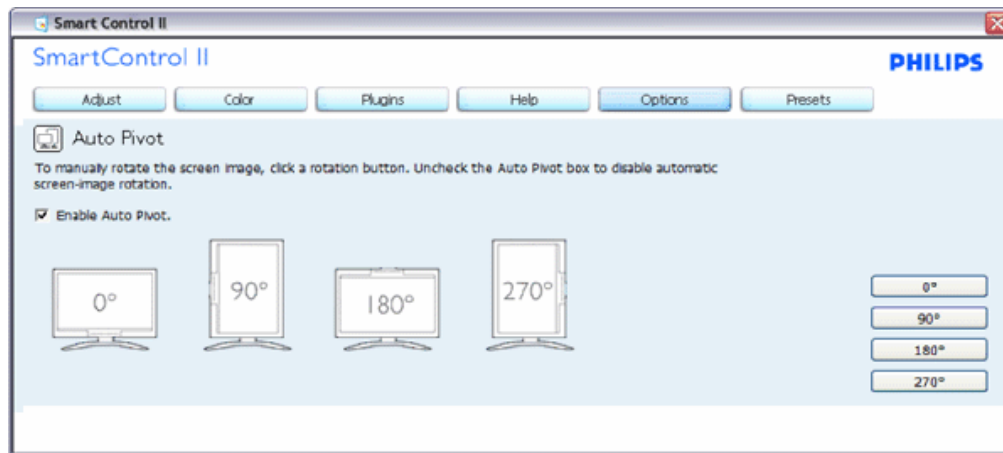 Smart Control II
SmartControl II
PHILIPS
Adjust
Color
Plugins
Help
Options
Presets
Auto Pivot
To manually rotate the screen image, click a rotation button. Uncheck the Auto Pivot box to disable automatic
screen-image rotation.
Enable Auto Pivot.
0°
90°
180°
270°
0°
90°
180°
270°